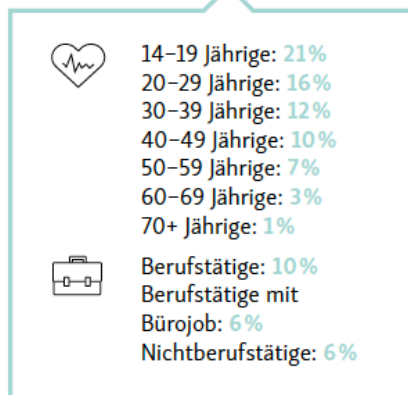 14–19 Jährige: 21%
20–29 Jährige: 16%
30–39 Jährige: 12%
40–49 Jährige: 10%
50–59 Jährige: 7%
60–69 Jährige: 3%
70+ Jährige: 1%
Berufstätige: 10%
Berufstätige mit
Bürojob: 6%
Nichtberufstätige: 6%